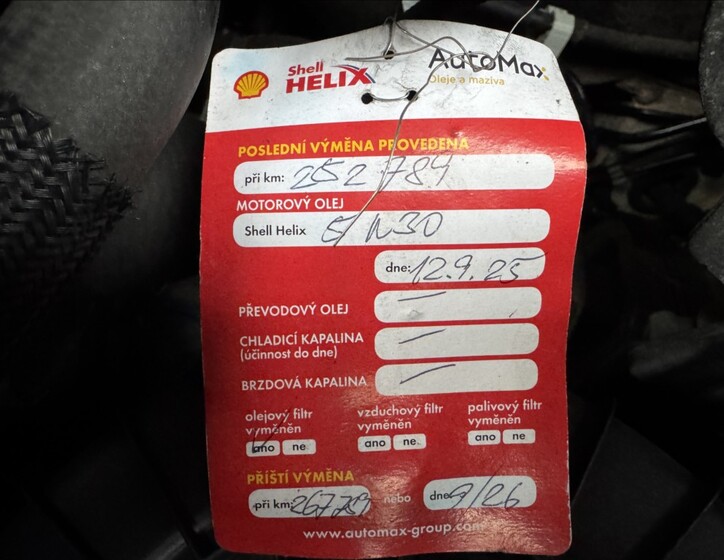 Shell
HELIX
AutoMax
Oleje a maziva
POSLEDNÍ VÝMĚNA PROVEDENA
při km: 252 784
MOTOROVÝ OLEJ
Shell Helix 5/W30
dne: 12.9.25
PŘEVODOVÝ OLEJ —
CHLADICÍ KAPALINA —
(účinnost do dne)
BRZDOVÁ KAPALINA —
olejový filtr vyměněn
ano ne
vzduchový filtr vyměněn
ano ne
palivový filtr vyměněn
ano ne
PŘÍŠTÍ VÝMĚNA
při km: nebo dne 9/26
www.automax-group.com